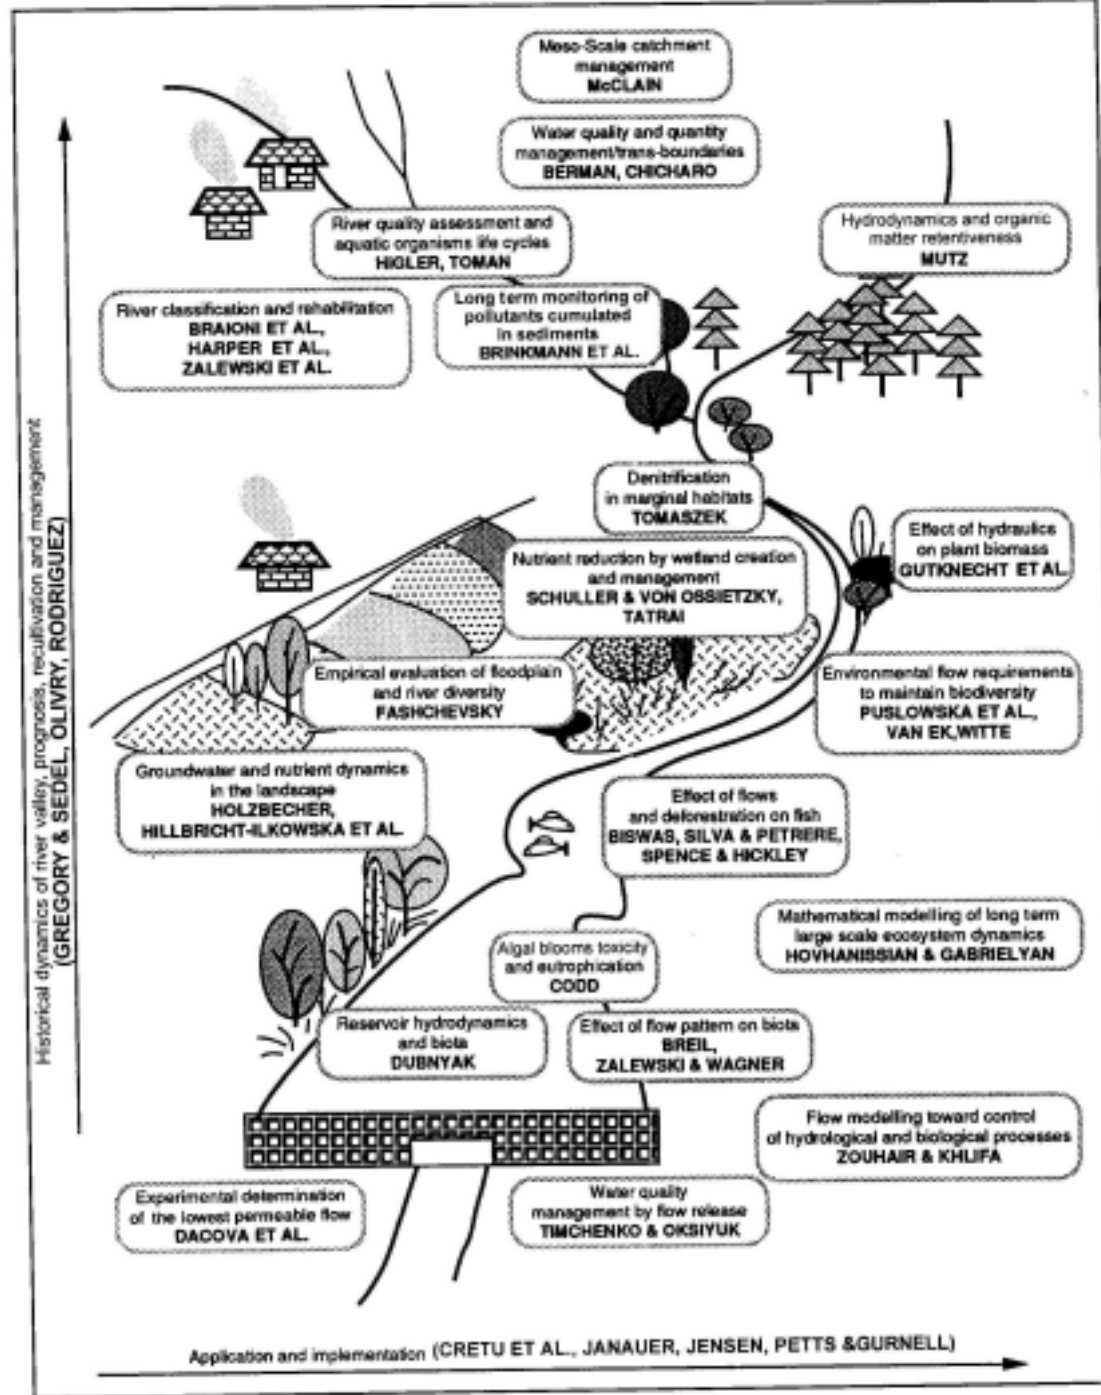 Meso-Scale catchment
management
McCLAIN
Water quality and quantity
management/trans-boundaries
BERMAN, CHICHARO
River quality assessment and
aquatic organisms life cycles
HIGLER, TOMAN
Hydrodynamics and organic
matter retentiveness
MUTZ
River classification and rehabilitation
BRAIONI ET AL.,
HARPER ET AL.,
ZALEWSKI ET AL.
Long term monitoring of
pollutants cumulated
in sediments
BRINKMANN ET AL.
Denitrification
in marginal habitats
TOMASZEK
Effect of hydraulics
on plant biomass
GUTKNECHT ET AL.
Nutrient reduction by wetland creation
and management
SCHULLER & VON OSSIETZKY,
TATRAI
Empirical evaluation of floodplain
and river diversity
FASHCHEVSKY
Environmental flow requirements
to maintain biodiversity
PUSLOWSKA ET AL.,
VAN EK,WITTE
Groundwater and nutrient dynamics
in the landscape
HOLZBECHER,
HILLBRICHT-ILKOWSKA ET AL.
Effect of flows
and deforestration on fish
BISWAS, SILVA & PETRERE,
SPENCE & HICKLEY
Mathematical modelling of long term
large scale ecosystem dynamics
HOVHANISSIAN & GABRIELYAN
Algal blooms toxicity
and eutrophication
CODD
Reservoir hydrodynamics
and biota
DUBNYAK
Effect of flow pattern on biota
BREIL,
ZALEWSKI & WAGNER
Flow modelling toward control
of hydrological and biological processes
ZOUHAIR & KHLIFA
Experimental determination
of the lowest permeable flow
DACOVA ET AL.
Water quality
management by flow release
TIMCHENKO & OKSIYUK
Historical dynamics of river valley, prognosis, recultivation and management
(GREGORY & SEDEL, OLIVRY, RODRIGUEZ)
Application and implementation (CRETU ET AL., JANAUER, JENSEN, PETTS &GURNELL)